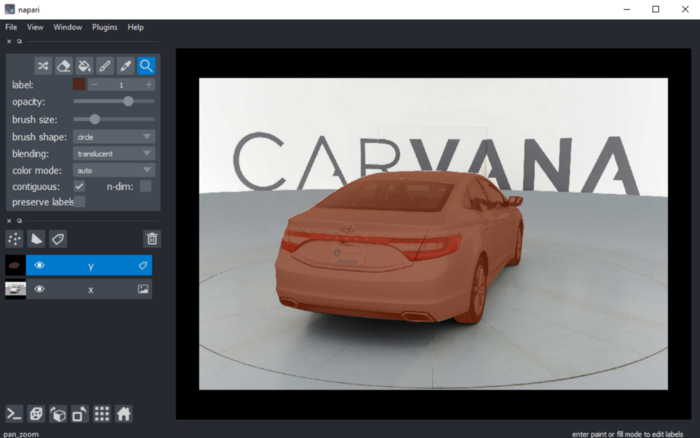 napari
File View Window Plugins Help
label: 1
opacity:
brush size:
brush shape: circle
blending: translucent
color mode: auto
contiguous: n-dim:
preserve labels
CARVANA
y
x
pan_zoom
enter paint or fill mode to edit labels